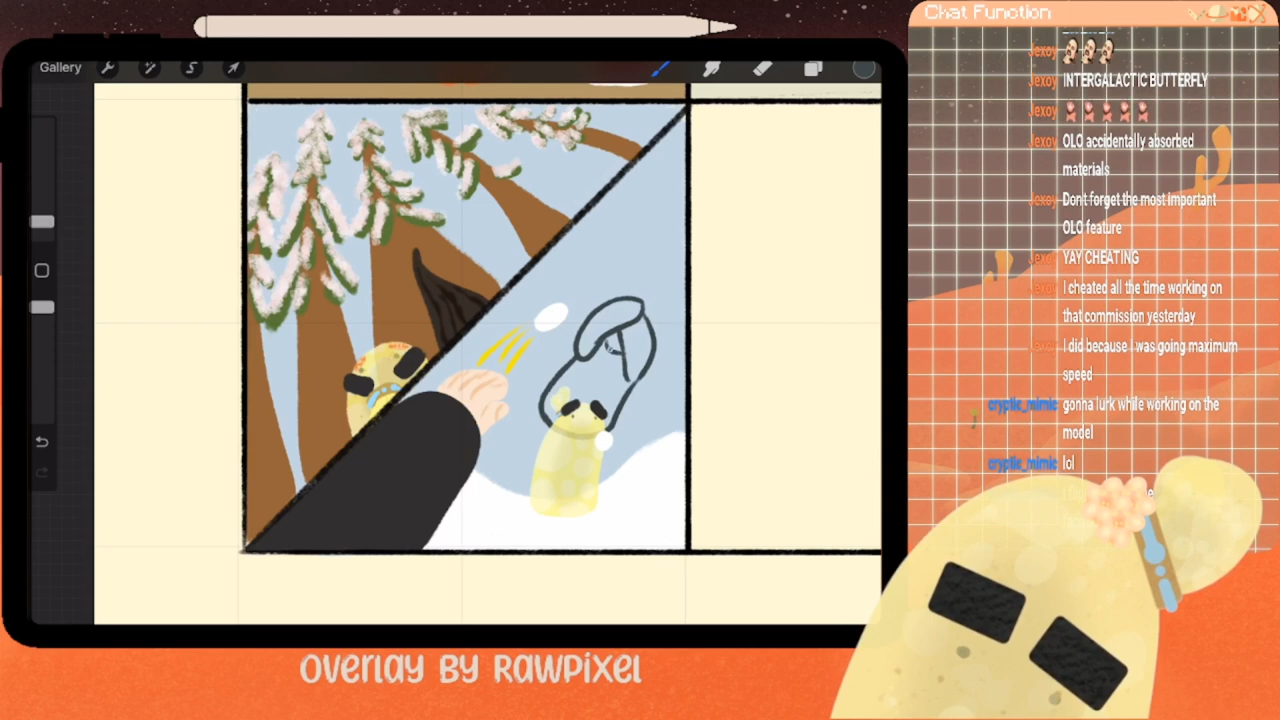 Chat Function
Gallery
Jexoy
Jexoy INTERGALACTIC BUTTERFLY
Jexoy
Jexoy OLO accidentally absorbed
materials
Jexoy Dont forget the most important
OLO feature
Jexoy YAY CHEATING
Jexoy I cheated all the time working on
that commission yesterday
Jexoy I did because I was going maximum
speed
cryptic_mimic gonna lurk while working on the
model
cryptic_mimic lol
OVERLAY BY RAWPIXEL